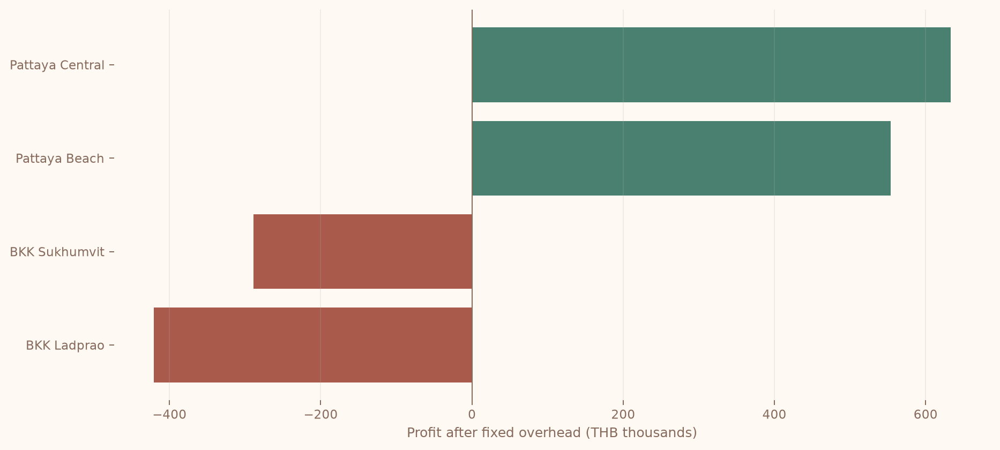 Pattaya Central
Pattaya Beach
BKK Sukhumvit
BKK Ladprao
−400 −200 0 200 400 600
Profit after fixed overhead (THB thousands)